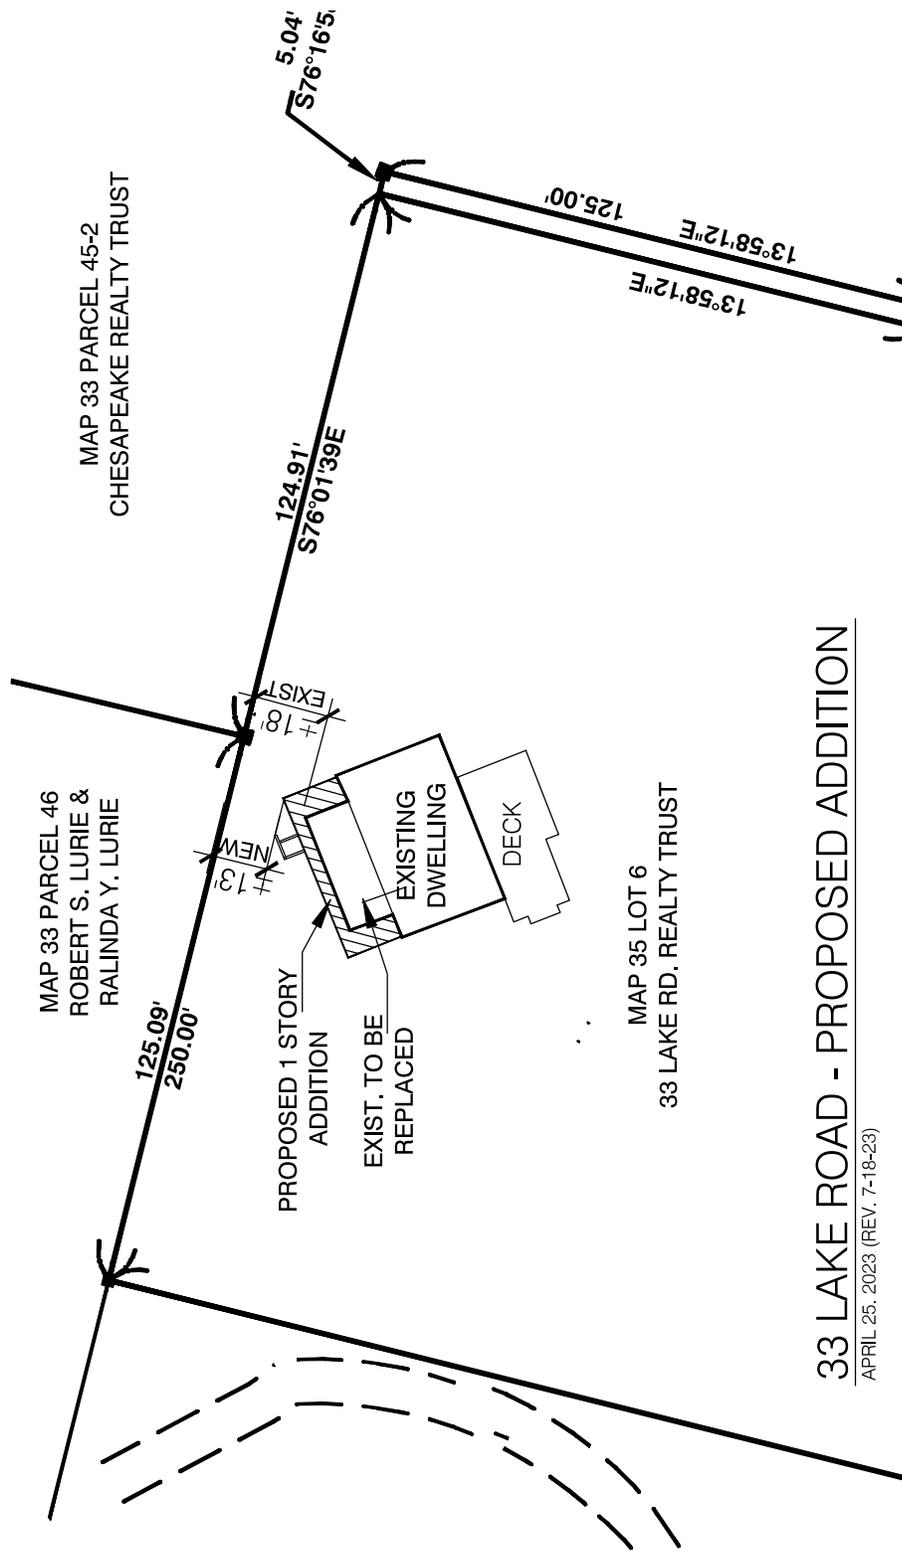 5.04'
S76°16'5
MAP 33 PARCEL 45-2
CHESAPEAKE REALTY TRUST
125.00'
13°58'12"E
13°58'12"E
124.91'
S76°01'39E
EXIST
±18'
NEW
±13'
MAP 33 PARCEL 46
ROBERT S. LURIE &
RALINDA Y. LURIE
125.09'
250.00'
EXISTING
DWELLING
DECK
PROPOSED 1 STORY
ADDITION
EXIST. TO BE
REPLACED
MAP 35 LOT 6
33 LAKE RD. REALTY TRUST
33 LAKE ROAD - PROPOSED ADDITION
APRIL 25. 2023 (REV. 7-18-23)